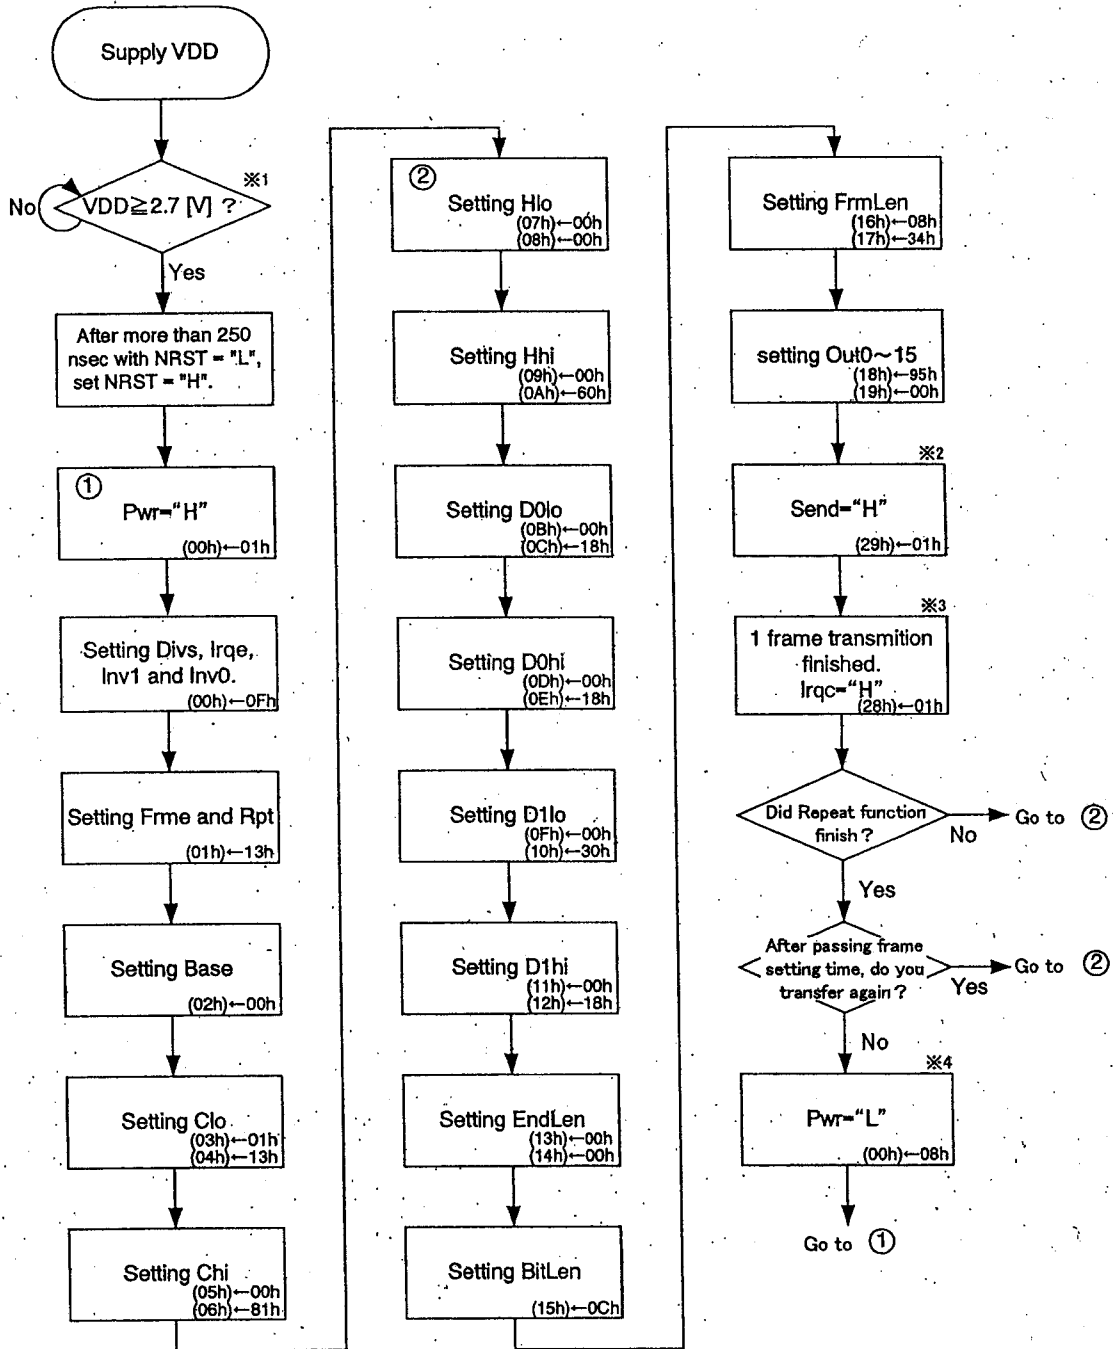 Supply VDD
※1
No
VDD≧2.7 [V] ?
Yes
After more than 250
nsec with NRST = "L",
set NRST = "H".
①
Pwr="H"
(00h)←01h
Setting Divs, Irqe,
Inv1 and Inv0.
(00h)←0Fh
Setting Frme and Rpt
(01h)←13h
Setting Base
(02h)←00h
Setting Clo
(03h)←01h
(04h)←13h
Setting Chi
(05h)←00h
(06h)←81h
②
Setting Hlo
(07h)←00h
(08h)←00h
Setting Hhi
(09h)←00h
(0Ah)←60h
Setting D0lo
(0Bh)←00h
(0Ch)←18h
Setting D0hi
(0Dh)←00h
(0Eh)←18h
Setting D1lo
(0Fh)←00h
(10h)←30h
Setting D1hi
(11h)←00h
(12h)←18h
Setting EndLen
(13h)←00h
(14h)←00h
Setting BitLen
(15h)←0Ch
Setting FrmLen
(16h)←08h
(17h)←34h
setting Out0~15
(18h)←95h
(19h)←00h
※2
Send="H"
(29h)←01h
※3
1 frame transmition
finished.
Irqc="H"
(28h)←01h
Did Repeat function
finish?
No
Go to ②
Yes
After passing frame
setting time, do you
transfer again?
Yes
Go to ②
No
※4
Pwr="L"
(00h)←08h
Go to ①